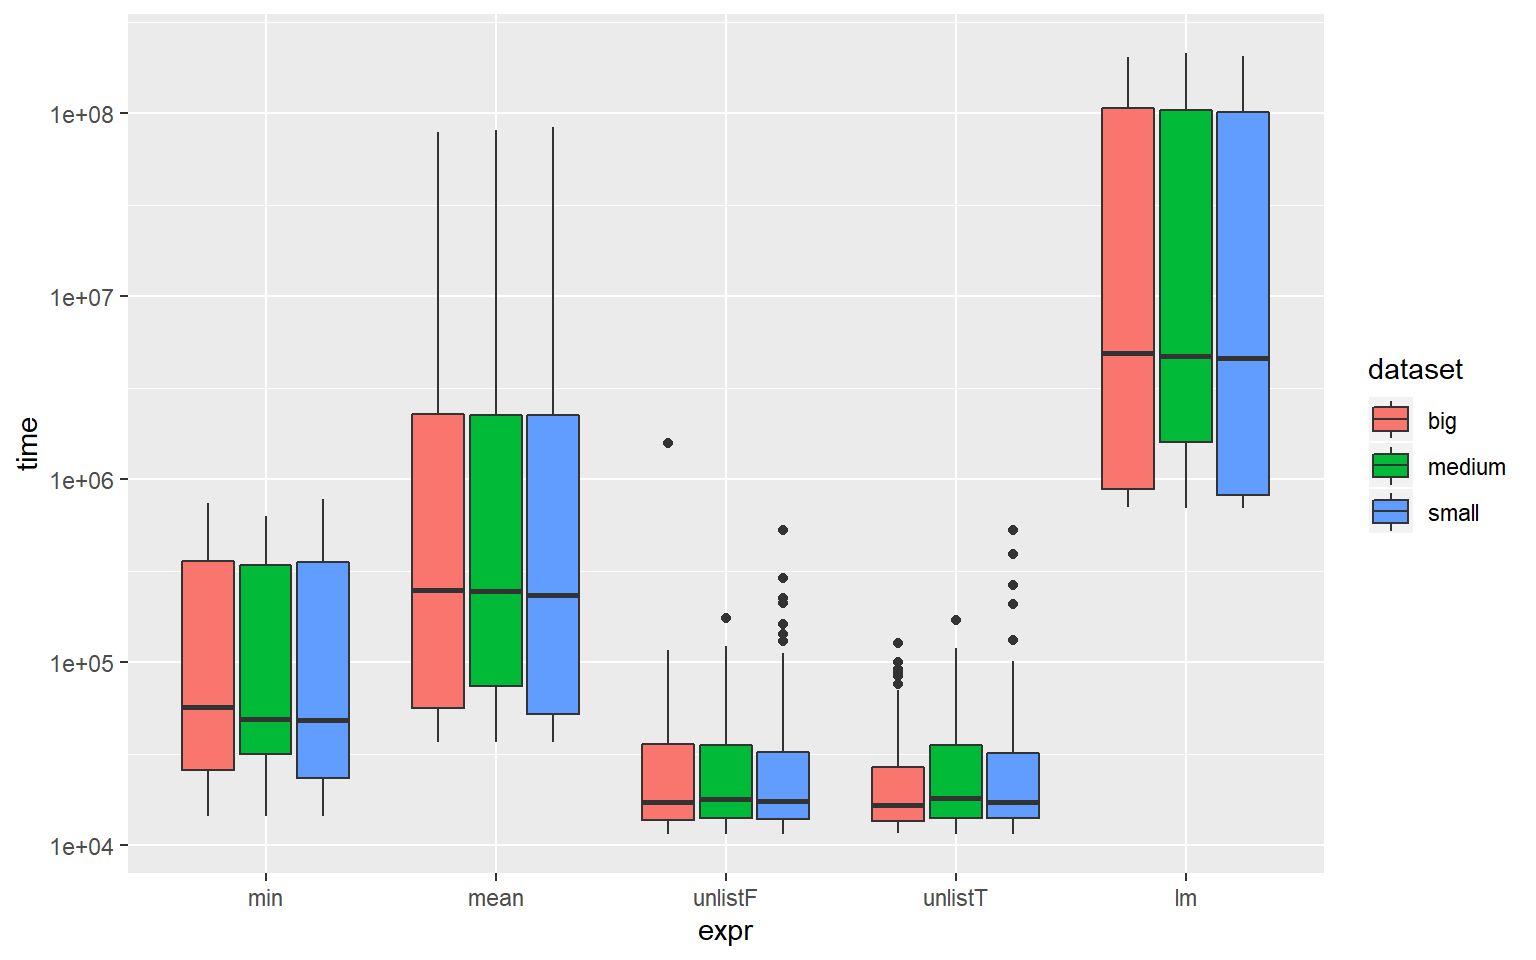 time
1e+08
1e+07
1e+06
1e+05
1e+04
min mean unlistF unlistT lm
expr
dataset
big
medium
small